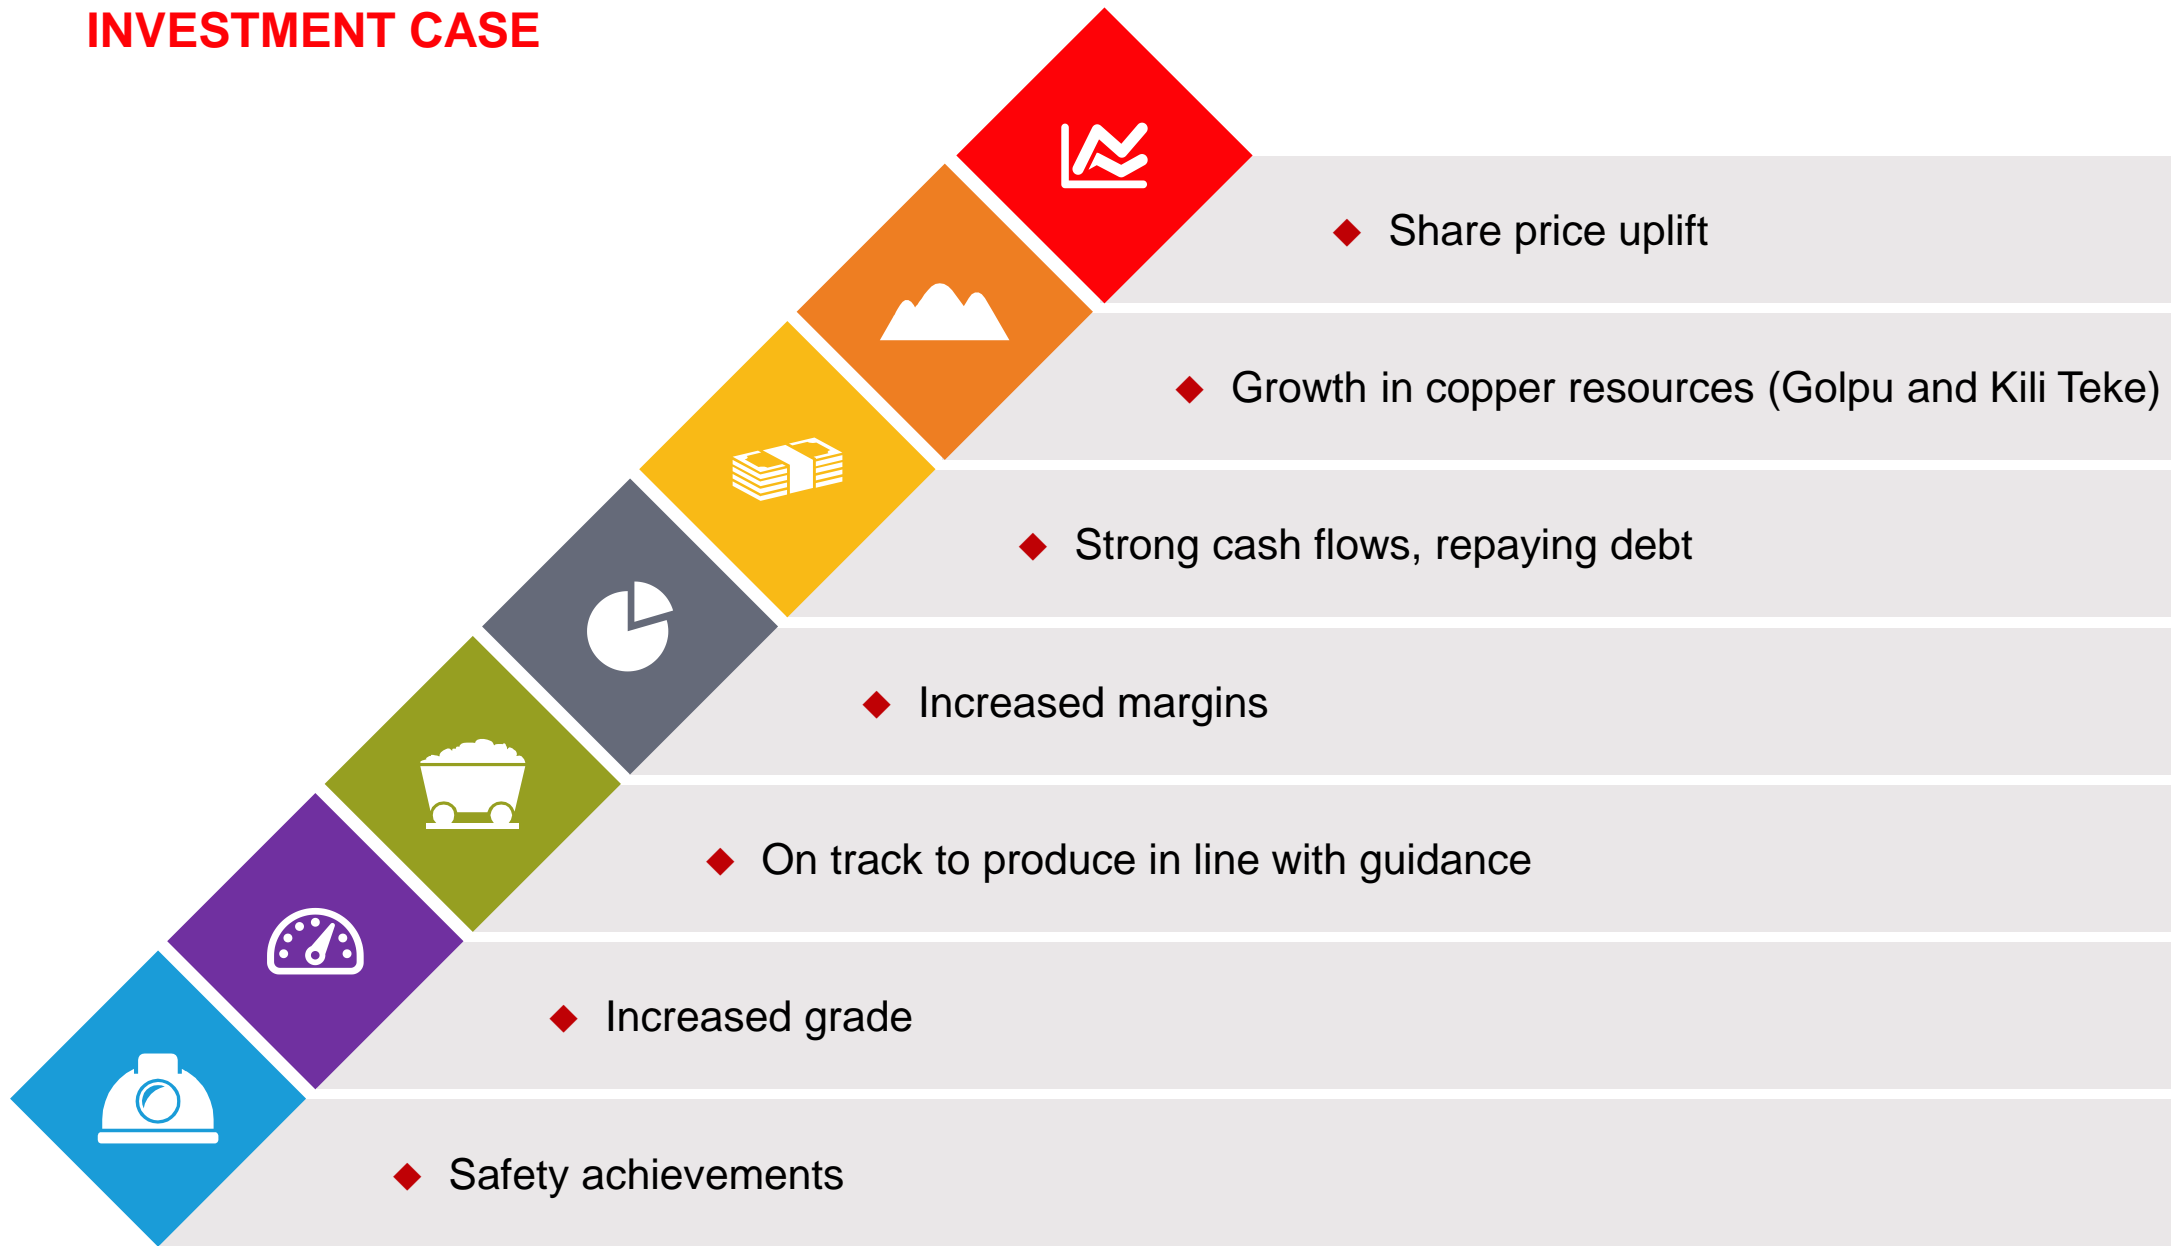 INVESTMENT CASE
Share price uplift
Growth in copper resources (Golpu and Kili Teke)
Strong cash flows, repaying debt
Increased margins
On track to produce in line with guidance
Increased grade
Safety achievements